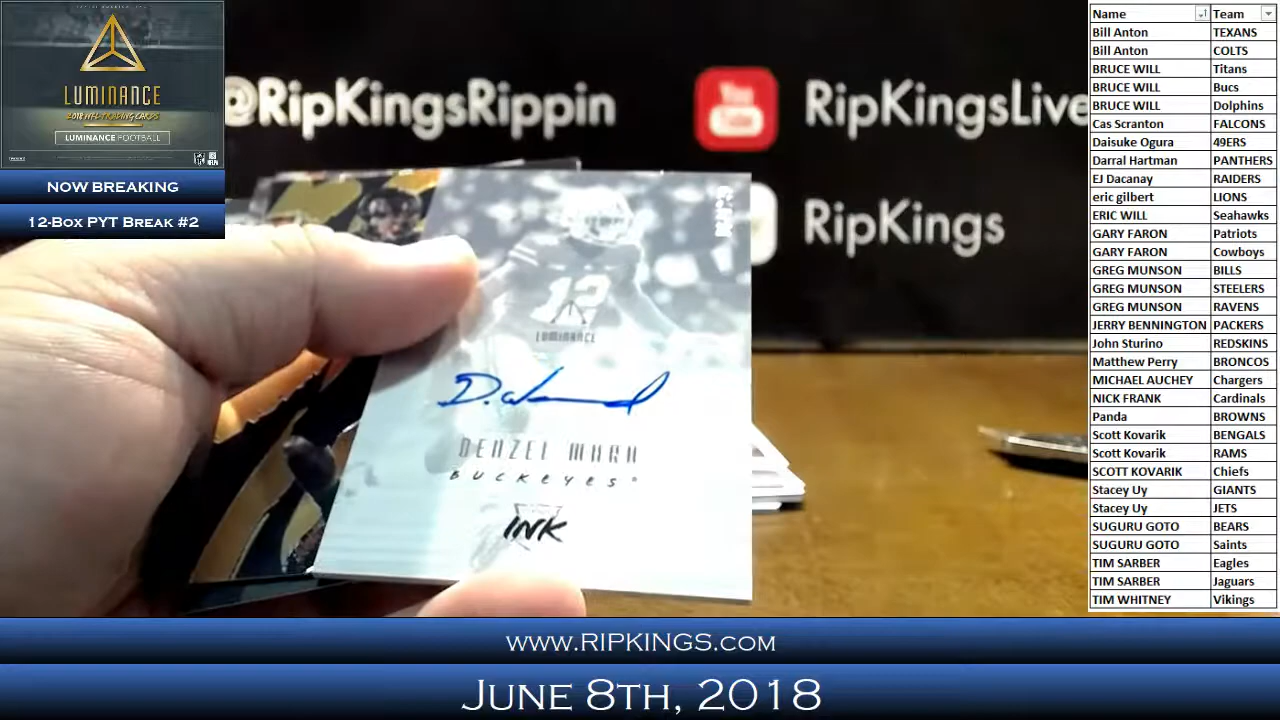 LUMINANCE
2018 NFL TRADING CARDS
LUMINANCE FOOTBALL
NOW BREAKING
12-Box PYT Break #2
@RipKingsRippin
You
Tube
RipKingsLive
RipKings
12
LUMINANCE
D. Ward
DENZEL WARD
BUCKEYES
INK
Name Team
Bill Anton TEXANS
Bill Anton COLTS
BRUCE WILL Titans
BRUCE WILL Bucs
BRUCE WILL Dolphins
Cas Scranton FALCONS
Daisuke Ogura 49ERS
Darral Hartman PANTHERS
EJ Dacanay RAIDERS
eric gilbert LIONS
ERIC WILL Seahawks
GARY FARON Patriots
GARY FARON Cowboys
GREG MUNSON BILLS
GREG MUNSON STEELERS
GREG MUNSON RAVENS
JERRY BENNINGTON PACKERS
John Sturino REDSKINS
Matthew Perry BRONCOS
MICHAEL AUCHEY Chargers
NICK FRANK Cardinals
Panda BROWNS
Scott Kovarik BENGALS
Scott Kovarik RAMS
SCOTT KOVARIK Chiefs
Stacey Uy GIANTS
Stacey Uy JETS
SUGURU GOTO BEARS
SUGURU GOTO Saints
TIM SARBER Eagles
TIM SARBER Jaguars
TIM WHITNEY Vikings
www.RIPKINGS.com
June 8th, 2018